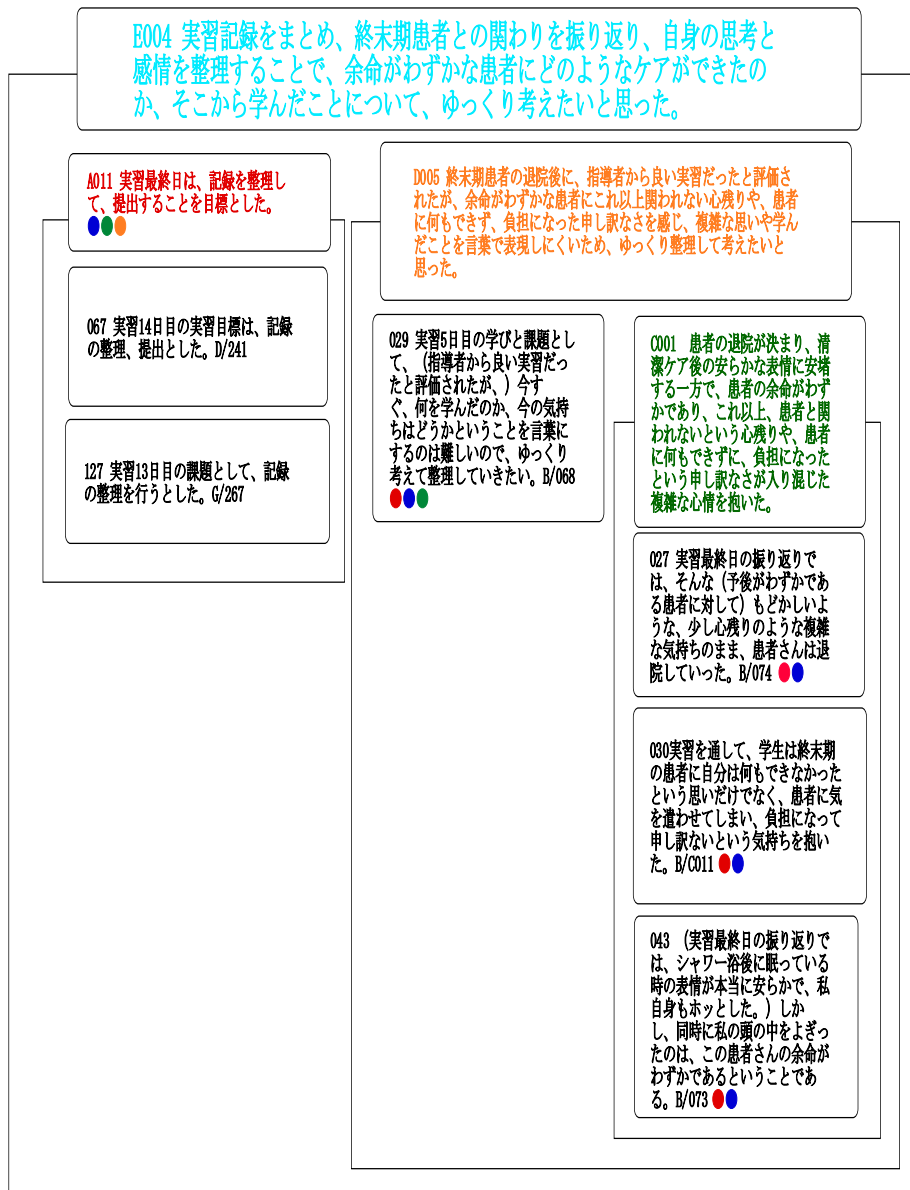 E004 実習記録をまとめ、終末期患者との関わりを振り返り、自身の思考と
感情を整理することで、余命がわずかな患者にどのようなケアができたの
か、そこから学んだことについて、ゆっくり考えたいと思った。
A011 実習最終日は、記録を整理し
て、提出することを目標とした。
067 実習14日目の実習目標は、記録
の整理、提出とした。D/241
127 実習13日目の課題として、記録
の整理を行うとした。G/267
D005 終末期患者の退院後に、指導者から良い実習だったと評価さ
れたが、余命がわずかな患者にこれ以上関われない心残りや、患者
に何もできず、負担になった申し訳なさを感じ、複雑な思いや学ん
だことを言葉で表現しにくいため、ゆっくり整理して考えたいと
思った。
029 実習5日目の学びと課題とし
て、（指導者から良い実習だっ
たと評価されたが、）今す
ぐ、何を学んだのか、今の気持
ちはどうかということを言葉に
するのは難しいので、ゆっくり
考えて整理していきたい。B/068
C001 患者の退院が決まり、清
潔ケア後の安らかな表情に安堵
する一方で、患者の余命がわず
かであり、これ以上、患者と関
われないという心残りや、患者
に何もできずに、負担になった
という申し訳なさが入り混じた
複雑な心情を抱いた。
027 実習最終日の振り返りで
は、そんな（予後がわずかであ
る患者に対して）もどかしいよ
うな、少し心残りのような複雑
な気持ちのまま、患者さんは退
院していった。B/074
030実習を通して、学生は終末期
の患者に自分は何もできなかった
という思いだけでなく、患者に気
を遣わせてしまい、負担になって
申し訳ないという気持ちを抱い
た。B/C011
043 （実習最終日の振り返りで
は、シャワー浴後に眠っている
時の表情が本当に安らかで、私
自身もホッとした。）しか
し、同時に私の頭の中をよぎっ
たのは、この患者さんの余命が
わずかであるということであ
る。B/073